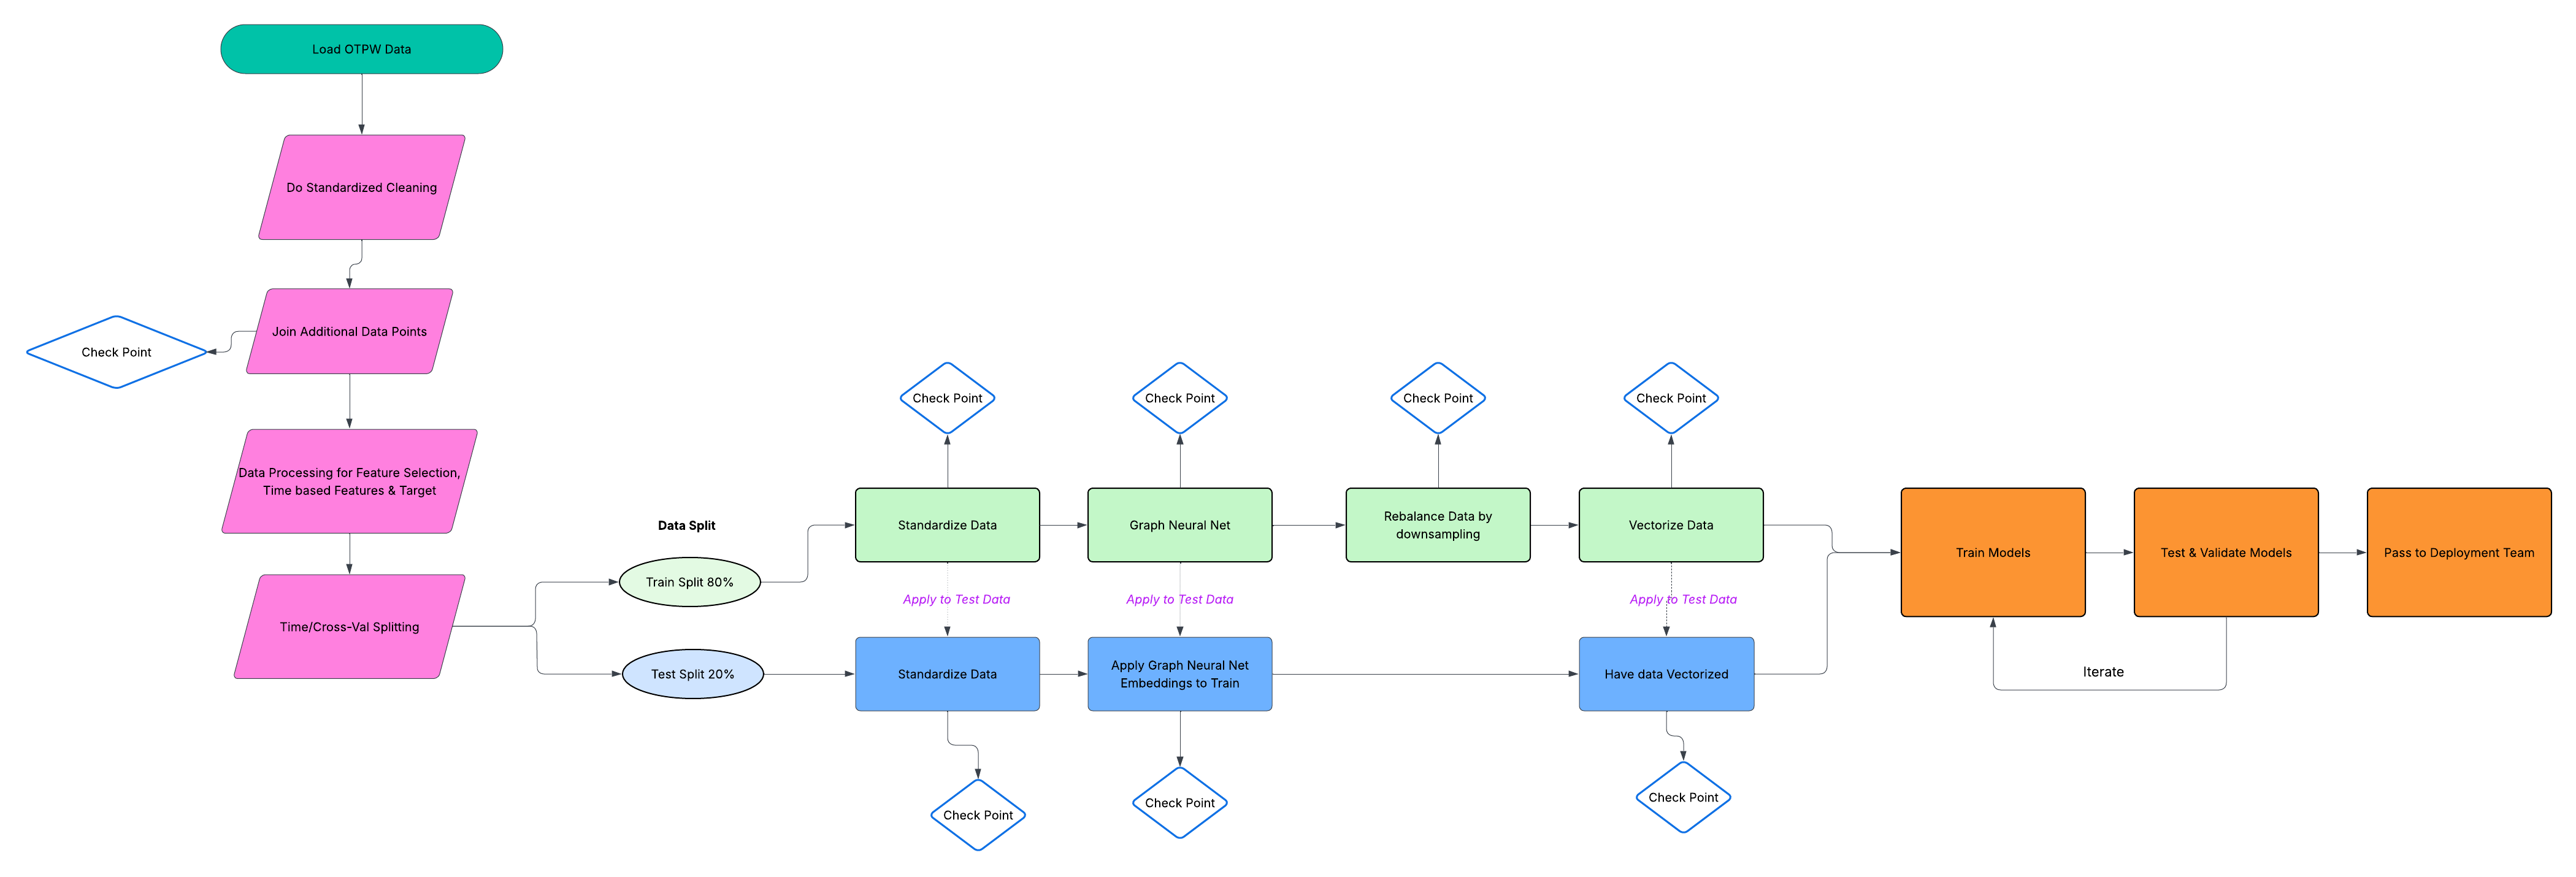 Load OTPW Data
Do Standardized Cleaning
Join Additional Data Points
Check Point
Data Processing for Feature Selection,
Time based Features & Target
Time/Cross-Val Splitting
Data Split
Train Split 80%
Test Split 20%
Check Point
Check Point
Check Point
Check Point
Standardize Data
Graph Neural Net
Rebalance Data by
downsampling
Vectorize Data
Apply to Test Data
Apply to Test Data
Apply to Test Data
Standardize Data
Apply Graph Neural Net
Embeddings to Train
Have data Vectorized
Check Point
Check Point
Check Point
Train Models
Test & Validate Models
Pass to Deployment Team
Iterate